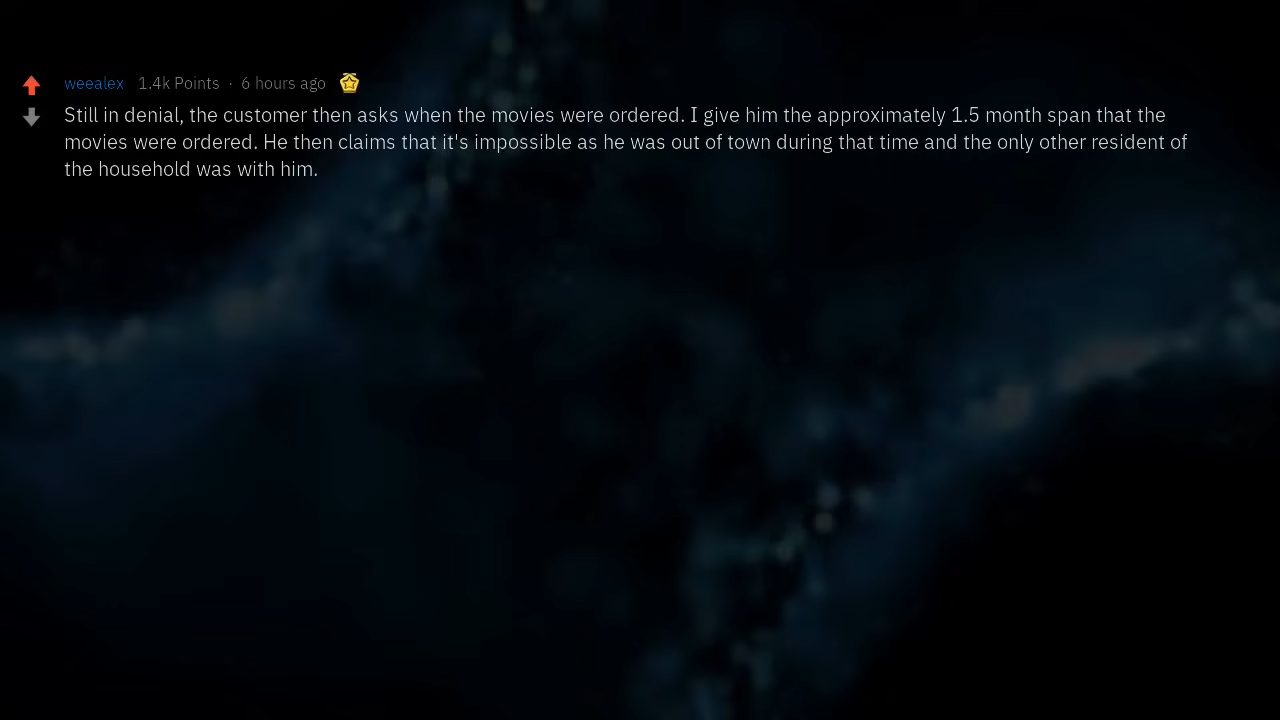 weealex 1.4k Points · 6 hours ago
Still in denial, the customer then asks when the movies were ordered. I give him the approximately 1.5 month span that the
movies were ordered. He then claims that it's impossible as he was out of town during that time and the only other resident of
the household was with him.